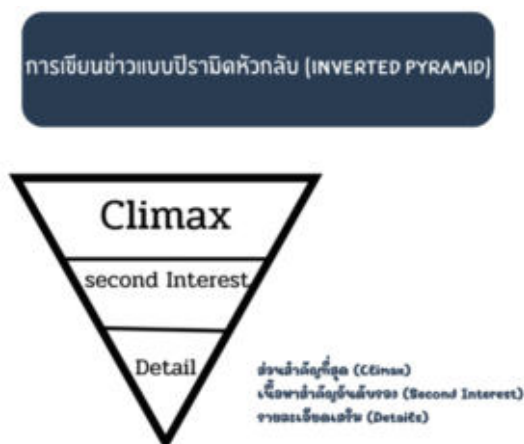 การเขียนข่าวแบบปิรามิดหัวกลับ (INVERTED PYRAMID)
Climax
second Interest
Detail
ส่วนสำคัญที่สุด (Climax)
เนื้อหาสำคัญอันดับรอง (Second Interest)
รายละเอียดเสริม (Details)